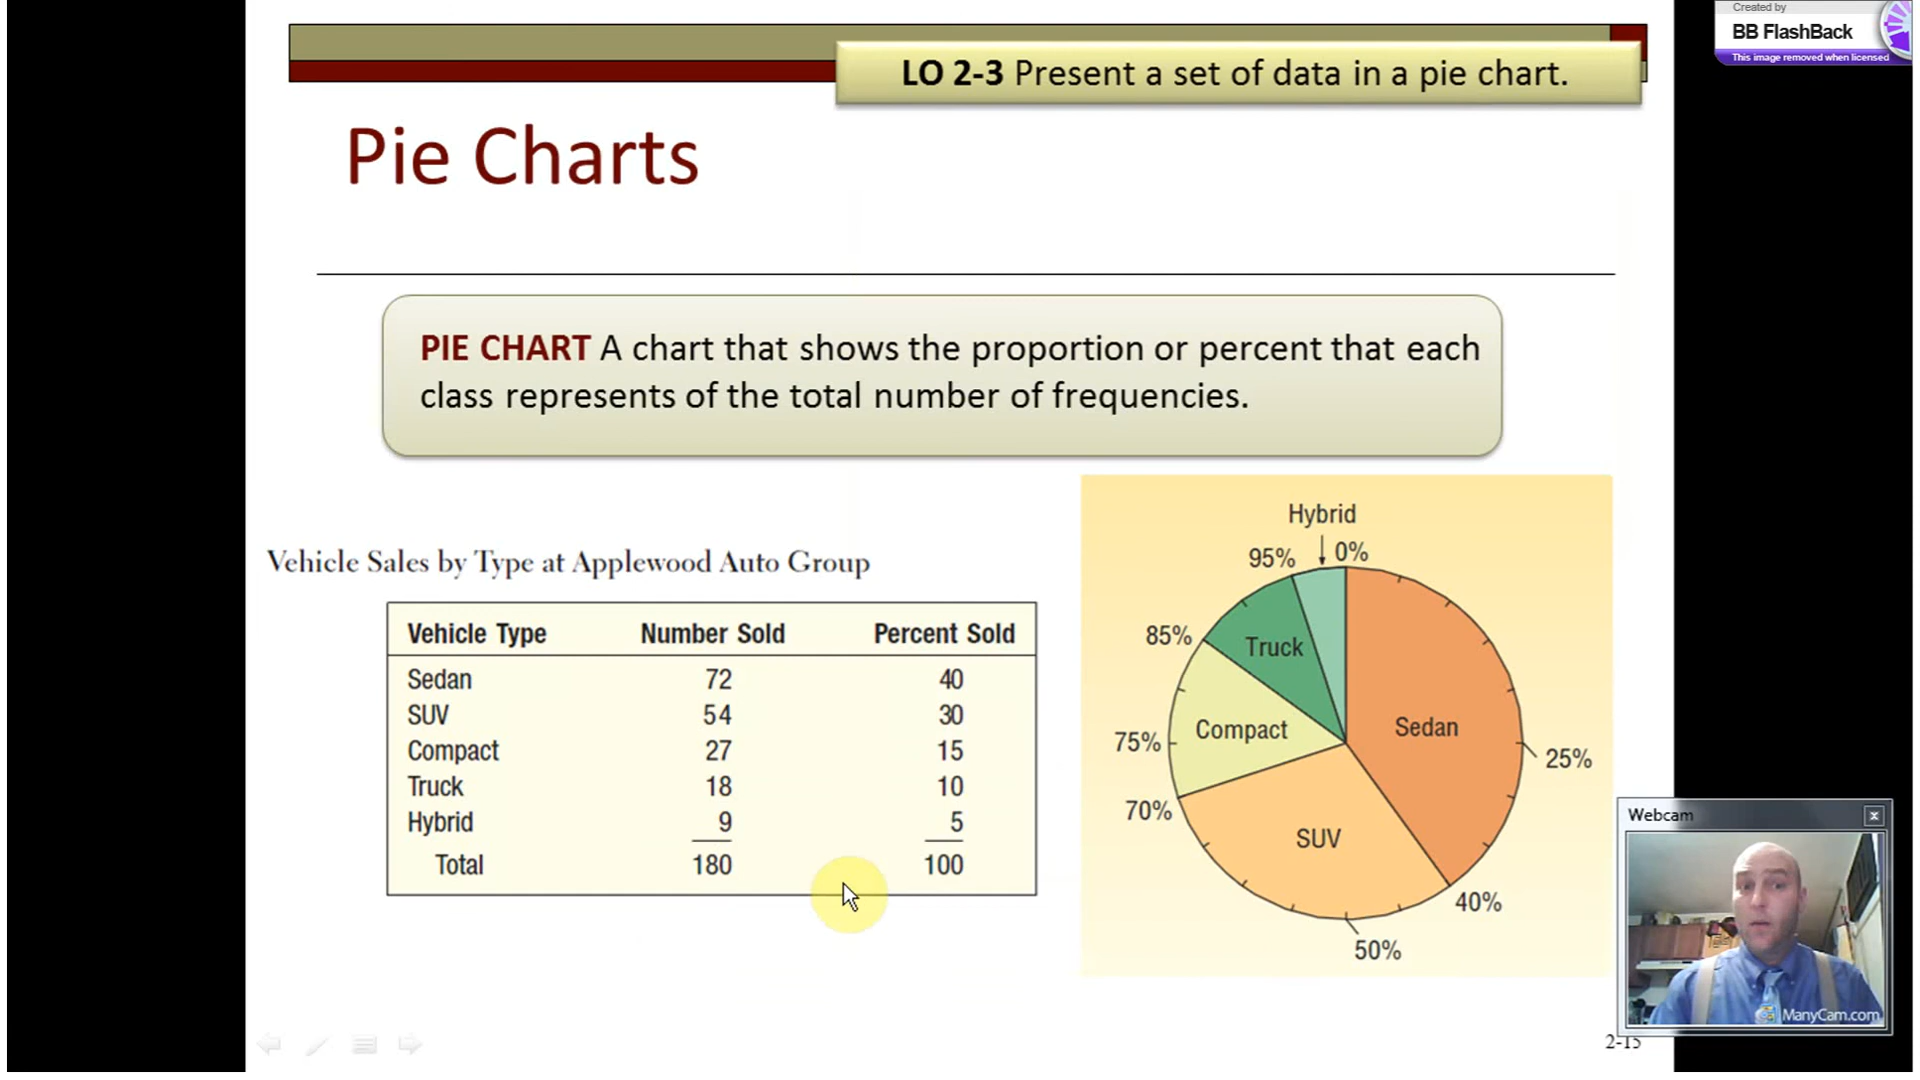 Created by
BB FlashBack
This image removed when licensed
LO 2-3 Present a set of data in a pie chart.
Pie Charts
PIE CHART A chart that shows the proportion or percent that each
class represents of the total number of frequencies.
Vehicle Sales by Type at Applewood Auto Group
Vehicle Type Number Sold Percent Sold
Sedan 72 40
SUV 54 30
Compact 27 15
Truck 18 10
Hybrid 9 5
Total 180 100
Hybrid
95% 0%
85% Truck
Sedan
Compact
75% 25%
70%
SUV
40%
50%
Webcam
ManyCam.com
2-15